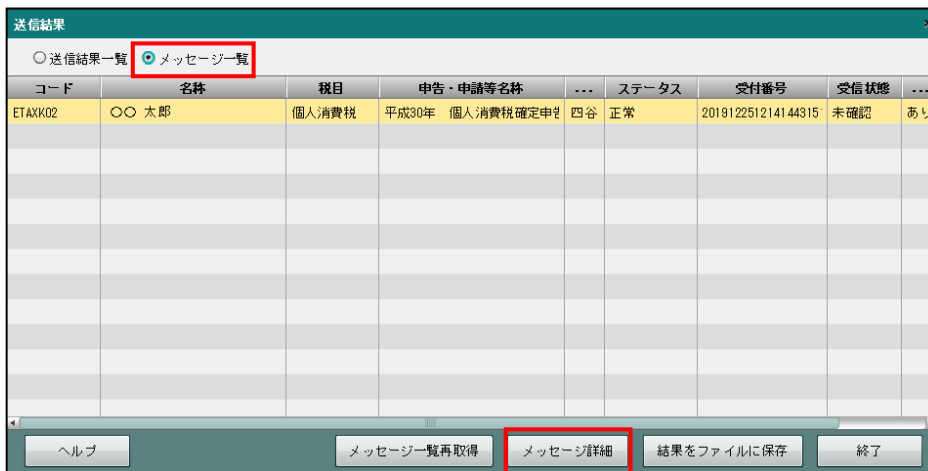 送信結果
送信結果一覧 メッセージ一覧
コード 名称 税目 申告・申請等名称 ... ステータス 受付番号 受信状態 ...
ETAXK02 〇〇 太郎 個人消費税 平成30年 個人消費税確定申告 四谷 正常 201912251214144315 未確認 あり
ヘルプ メッセージ一覧再取得 メッセージ詳細 結果をファイルに保存 終了